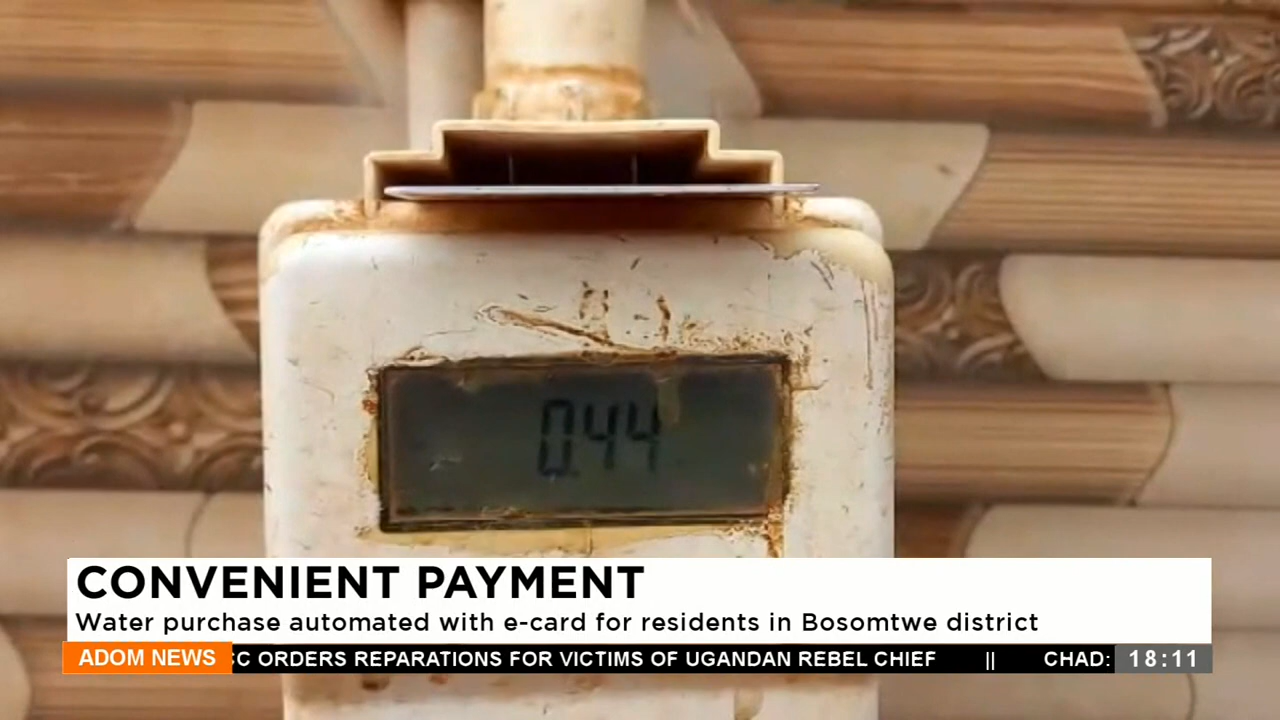 0.44
CONVENIENT PAYMENT
Water purchase automated with e-card for residents in Bosomtwe district
ADOM NEWS CC ORDERS REPARATIONS FOR VICTIMS OF UGANDAN REBEL CHIEF || CHAD: 18:11